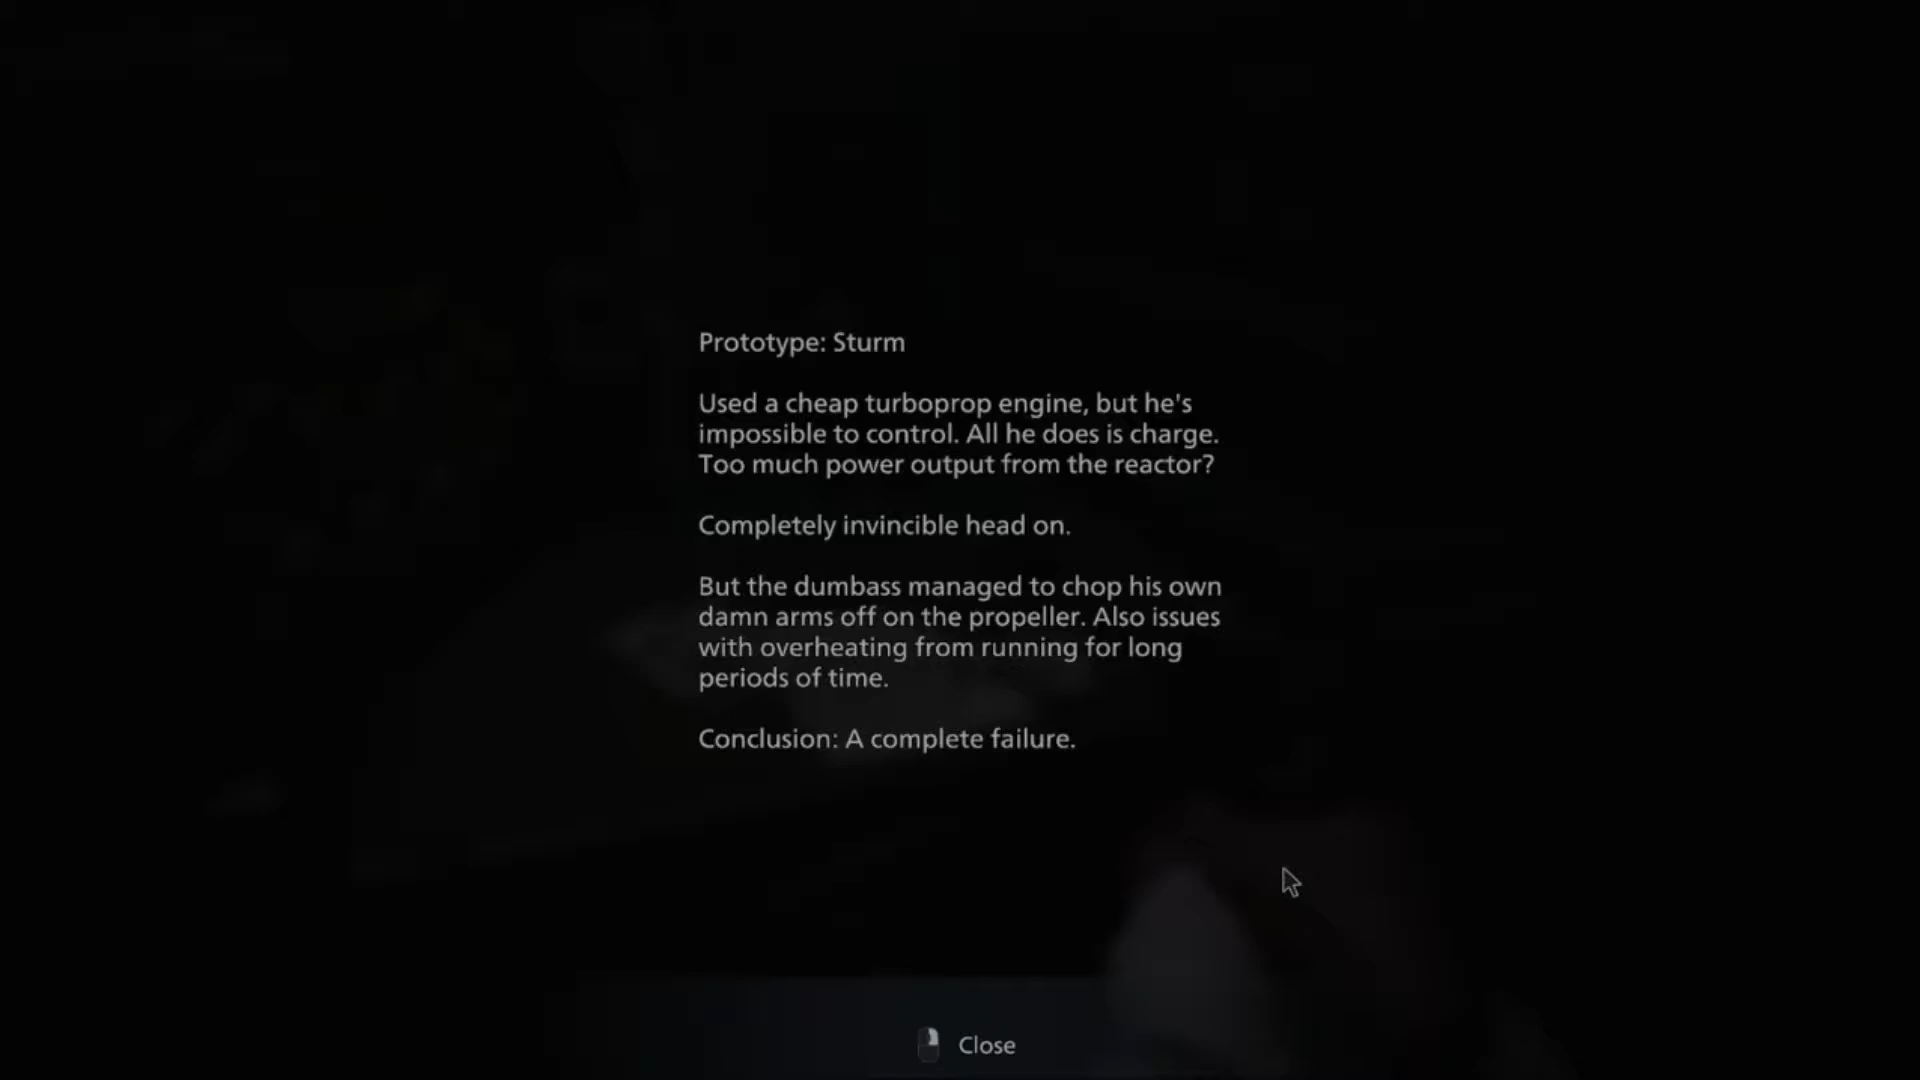 Prototype: Sturm
Used a cheap turboprop engine, but he's
impossible to control. All he does is charge.
Too much power output from the reactor?
Completely invincible head on.
But the dumbass managed to chop his own
damn arms off on the propeller. Also issues
with overheating from running for long
periods of time.
Conclusion: A complete failure.
Close